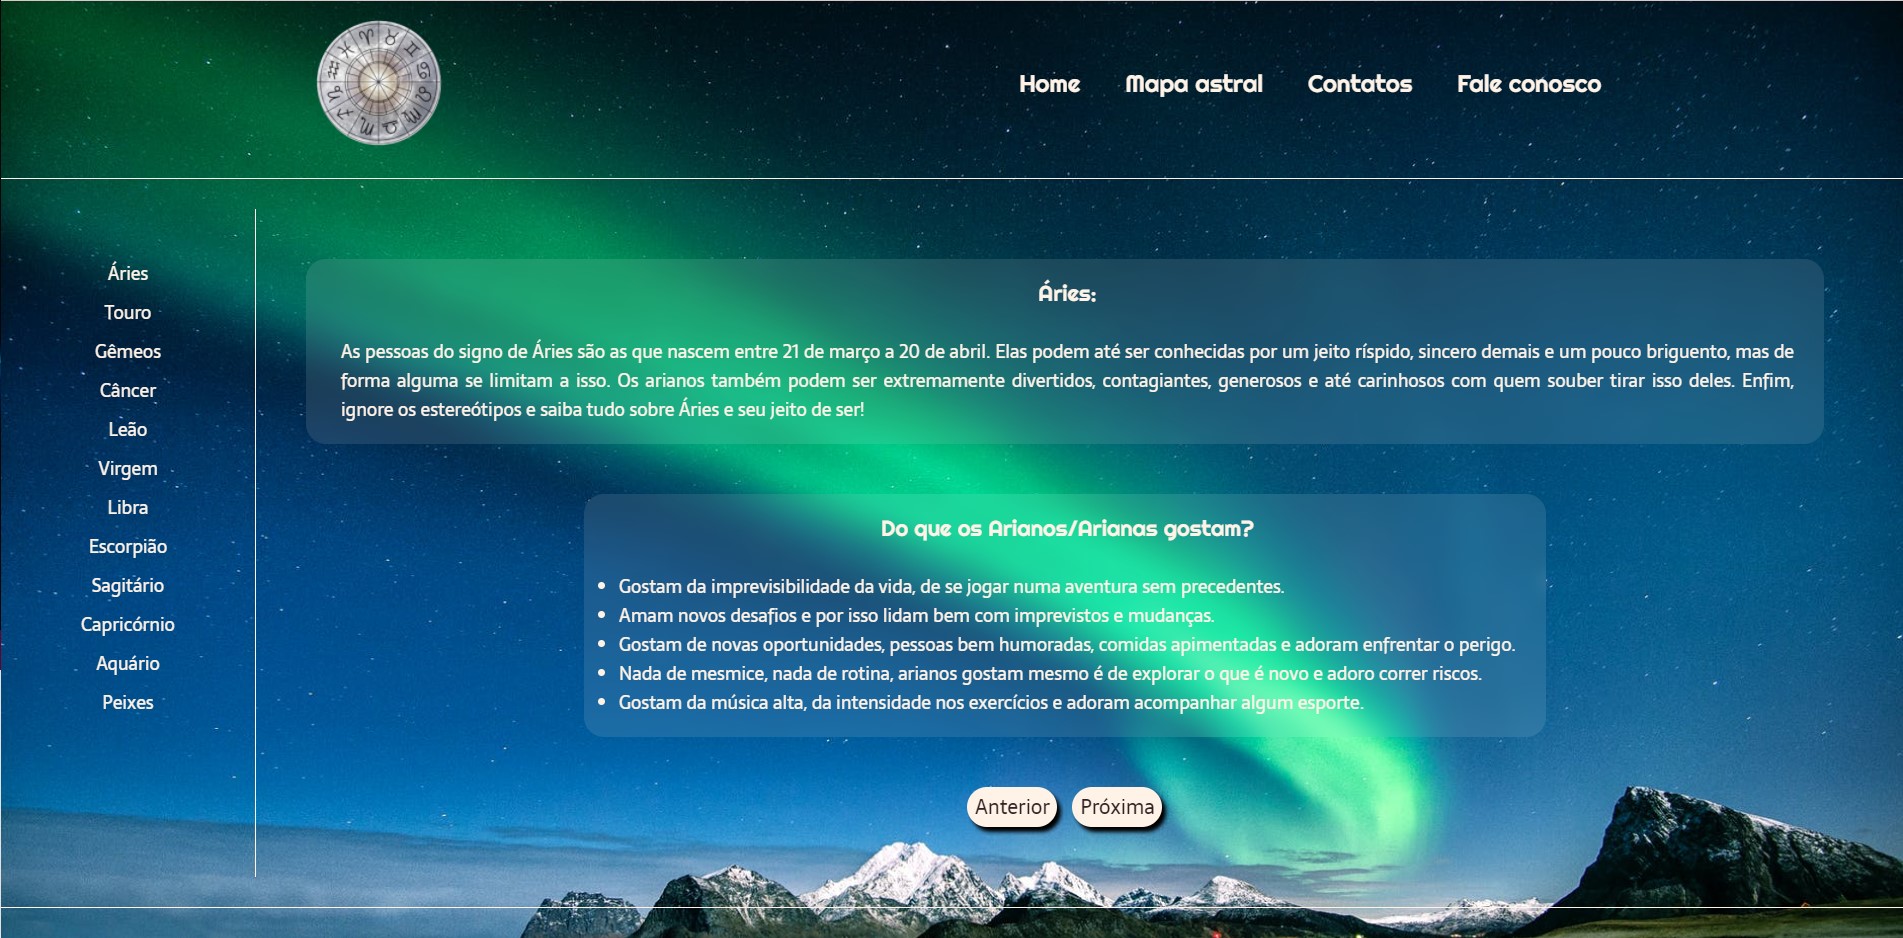 Home Mapa astral Contatos Fale conosco
Áries
Touro
Gêmeos
Câncer
Leão
Virgem
Libra
Escorpião
Sagitário
Capricórnio
Aquário
Peixes
Áries:
As pessoas do signo de Áries são as que nascem entre 21 de março a 20 de abril. Elas podem até ser conhecidas por um jeito ríspido, sincero demais e um pouco briguento, mas de
forma alguma se limitam a isso. Os arianos também podem ser extremamente divertidos, contagiantes, generosos e até carinhosos com quem souber tirar isso deles. Enfim,
ignore os estereótipos e saiba tudo sobre Áries e seu jeito de ser!
Do que os Arianos/Arianas gostam?
• Gostam da imprevisibilidade da vida, de se jogar numa aventura sem precedentes.
• Amam novos desafios e por isso lidam bem com imprevistos e mudanças.
• Gostam de novas oportunidades, pessoas bem humoradas, comidas apimentadas e adoram enfrentar o perigo.
• Nada de mesmice, nada de rotina, arianos gostam mesmo é de explorar o que é novo e adoro correr riscos.
• Gostam da música alta, da intensidade nos exercícios e adoram acompanhar algum esporte.
Anterior Próxima